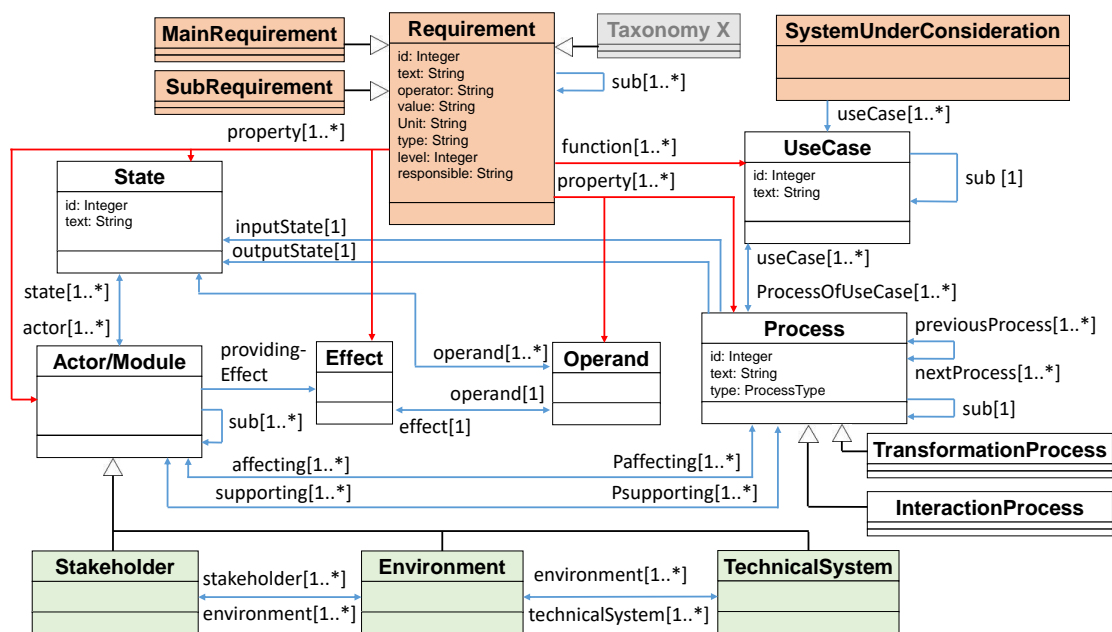 MainRequirement
SubRequirement
Requirement
id: Integer
text: String
operator: String
value: String
Unit: String
type: String
level: Integer
responsible: String
Taxonomy X
sub[1..*]
SystemUnderConsideration
useCase[1..*]
property[1..*]
function[1..*]
property[1..*]
UseCase
id: Integer
text: String
sub [1]
State
id: Integer
text: String
inputState[1]
outputState[1]
useCase[1..*]
ProcessOfUseCase[1..*]
state[1..*]
actor[1..*]
Actor/Module
providing-
Effect
sub[1..*]
Effect
operand[1..*]
operand[1]
effect[1]
Operand
Process
id: Integer
text: String
type: ProcessType
previousProcess[1..*]
nextProcess[1..*]
sub[1]
affecting[1..*]
Paffecting[1..*]
supporting[1..*]
Psupporting[1..*]
TransformationProcess
InteractionProcess
Stakeholder
stakeholder[1..*]
environment[1..*]
Environment
environment[1..*]
technicalSystem[1..*]
TechnicalSystem